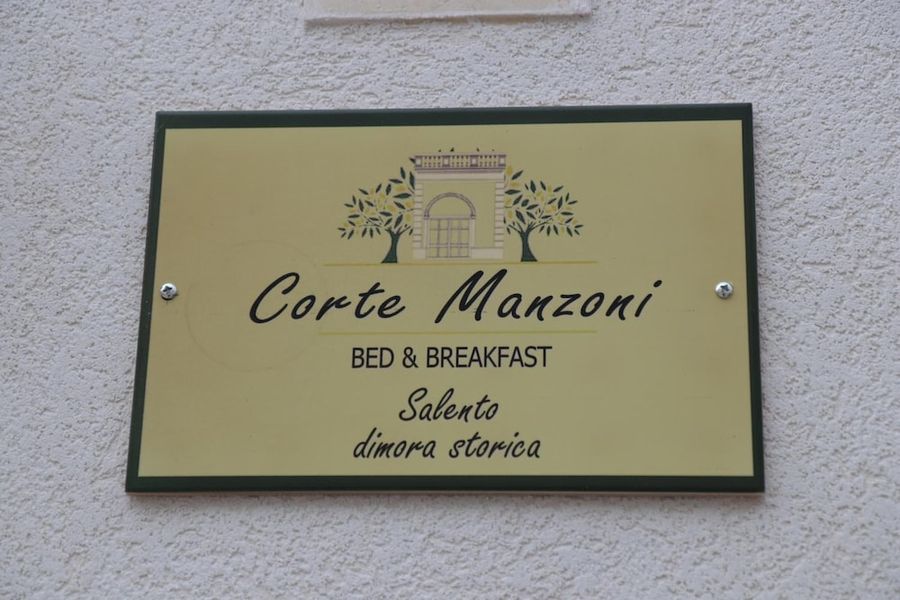 Corte Manzoni
BED & BREAKFAST
Salento
dimora storica